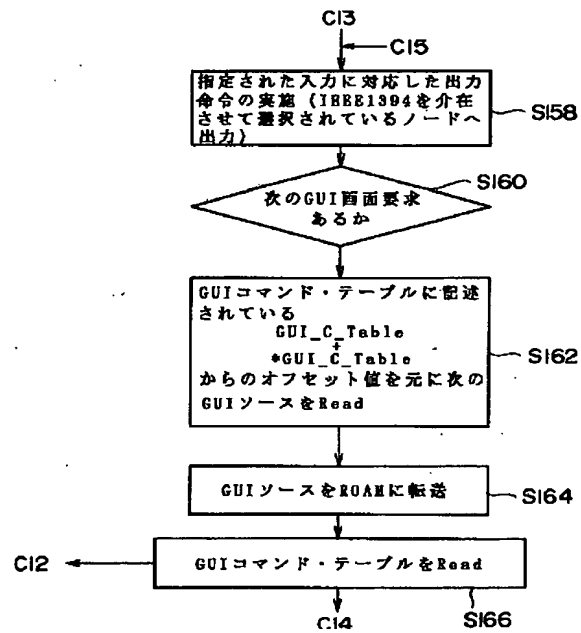 C13
C15
指定された入力に対応した出力
命令の実施 (IEEE1394を介在
させて選択されているノードへ
出力)
S158
S160
次のGUI画面要求
あるか
GUIコマンド・テーブルに記述
されている
GUI_C_Table
+
*GUI_C_Table
からのオフセット値を元に次の
GUIソースをRead
S162
GUIソースをROAMに転送
S164
C12
GUIコマンド・テーブルをRead
S166
C14